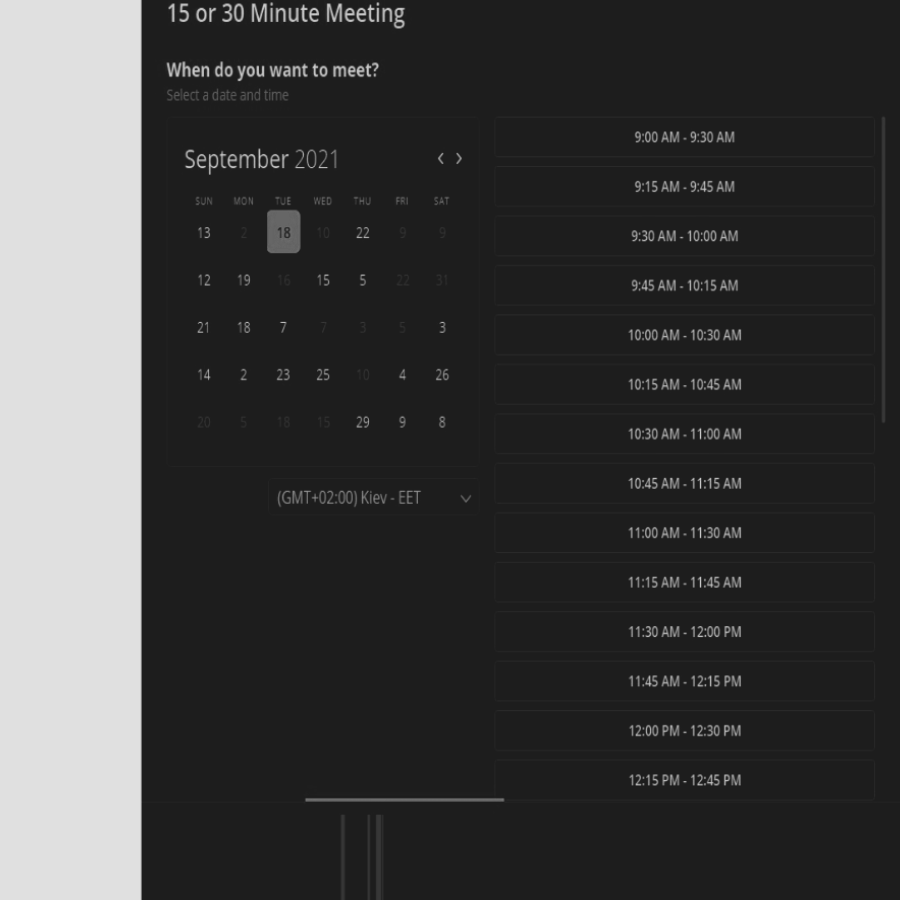 15 or 30 Minute Meeting
When do you want to meet?
Select a date and time
September 2021
SUN MON TUE WED THU FRI SAT
13 2 18 10 22 9 9
12 19 16 15 5 22 31
21 18 7 7 3 5 3
14 2 23 25 10 4 26
20 5 18 15 29 9 8
(GMT+02:00) Kiev - EET
9:00 AM - 9:30 AM
9:15 AM - 9:45 AM
9:30 AM - 10:00 AM
9:45 AM - 10:15 AM
10:00 AM - 10:30 AM
10:15 AM - 10:45 AM
10:30 AM - 11:00 AM
10:45 AM - 11:15 AM
11:00 AM - 11:30 AM
11:15 AM - 11:45 AM
11:30 AM - 12:00 PM
11:45 AM - 12:15 PM
12:00 PM - 12:30 PM
12:15 PM - 12:45 PM